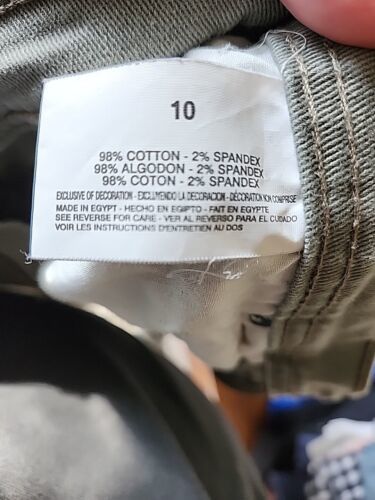 10
98% COTTON - 2% SPANDEX
98% ALGODON - 2% SPANDEX
98% COTON - 2% SPANDEX
EXCLUSIVE OF DECORATION - EXCLUYENDO LA DECORACION - DÉCORATION NON COMPRISE
MADE IN EGYPT - HECHO EN EGIPTO - FAIT EN EGYPTE
SEE REVERSE FOR CARE - VER AL REVERSO PARA EL CUIDADO
VOIR LES INSTRUCTIONS D'ENTRETIEN AU DOS